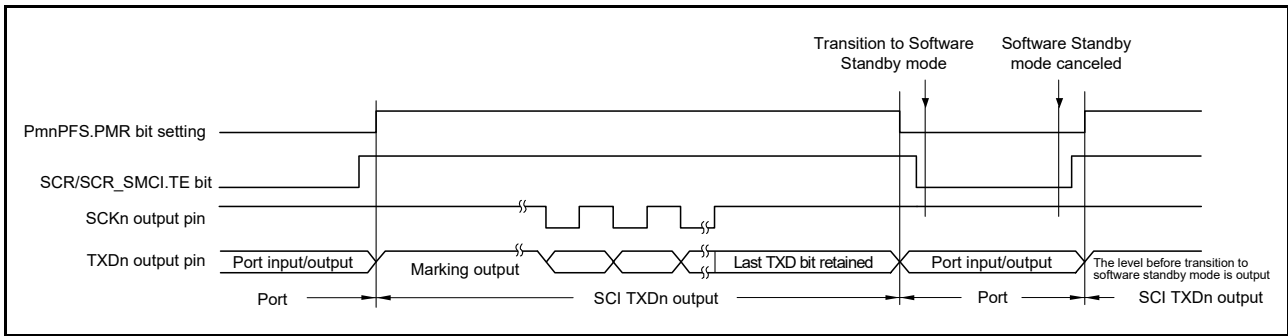 Transition to Software
Standby mode
Software Standby
mode canceled
PmnPFS.PMR bit setting
SCR/SCR_SMCI.TE bit
SCKn output pin
TXDn output pin
Port input/output
Marking output
Last TXD bit retained
Port input/output
The level before transition to
software standby mode is output
Port
SCI TXDn output
Port
SCI TXDn output